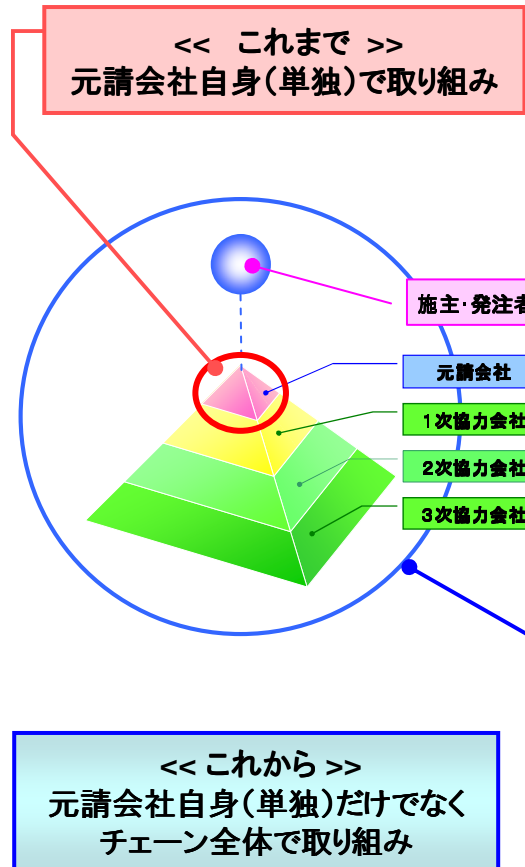 << これまで >>
元請会社自身(単独)で取り組み
施主・発注者
元請会社
1次協力会社
2次協力会社
3次協力会社
<< これから >>
元請会社自身(単独)だけでなく
チェーン全体で取り組み